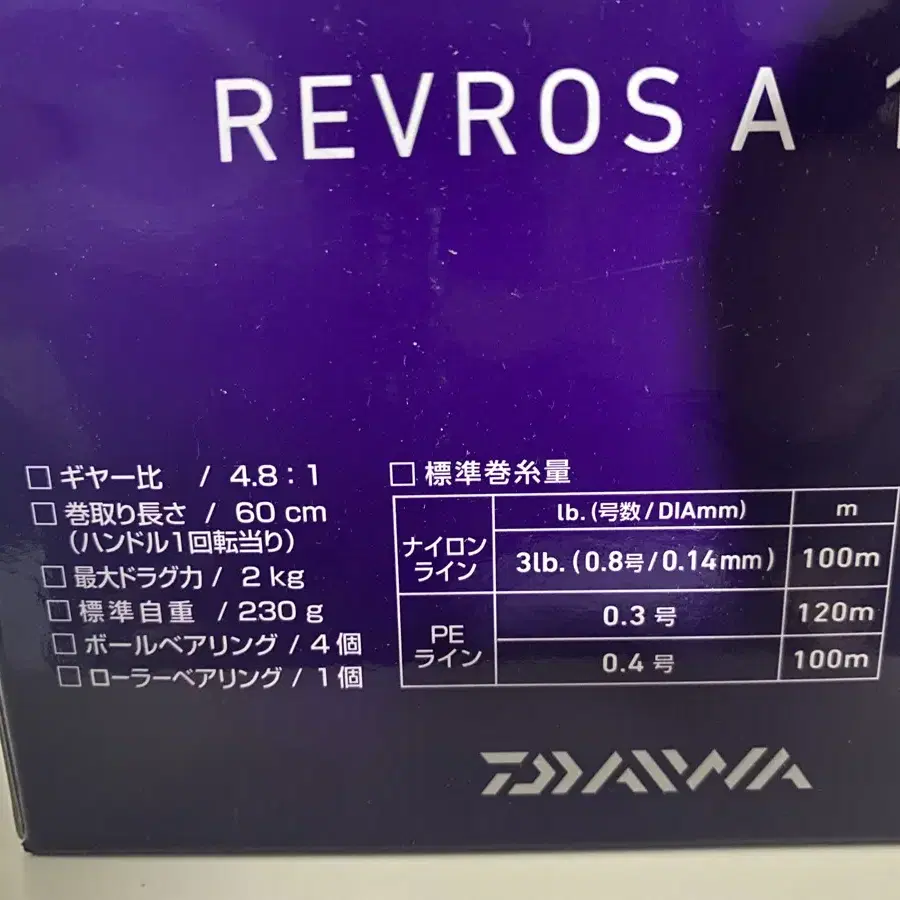 REVROS A
□ ギヤー比 / 4.8:1
□ 巻取り長さ / 60 cm
(ハンドル1回転当り)
□ 最大ドラグ力 / 2 kg
□ 標準自重 / 230 g
□ ボールベアリング / 4個
□ ローラーベアリング / 1個
□ 標準巻糸量
lb. (号数/DIAmm) m
ナイロン
ライン
3lb. (0.8号/0.14mm) 100m
PE
ライン
0.3 号 120m
0.4 号 100m
DAIWA